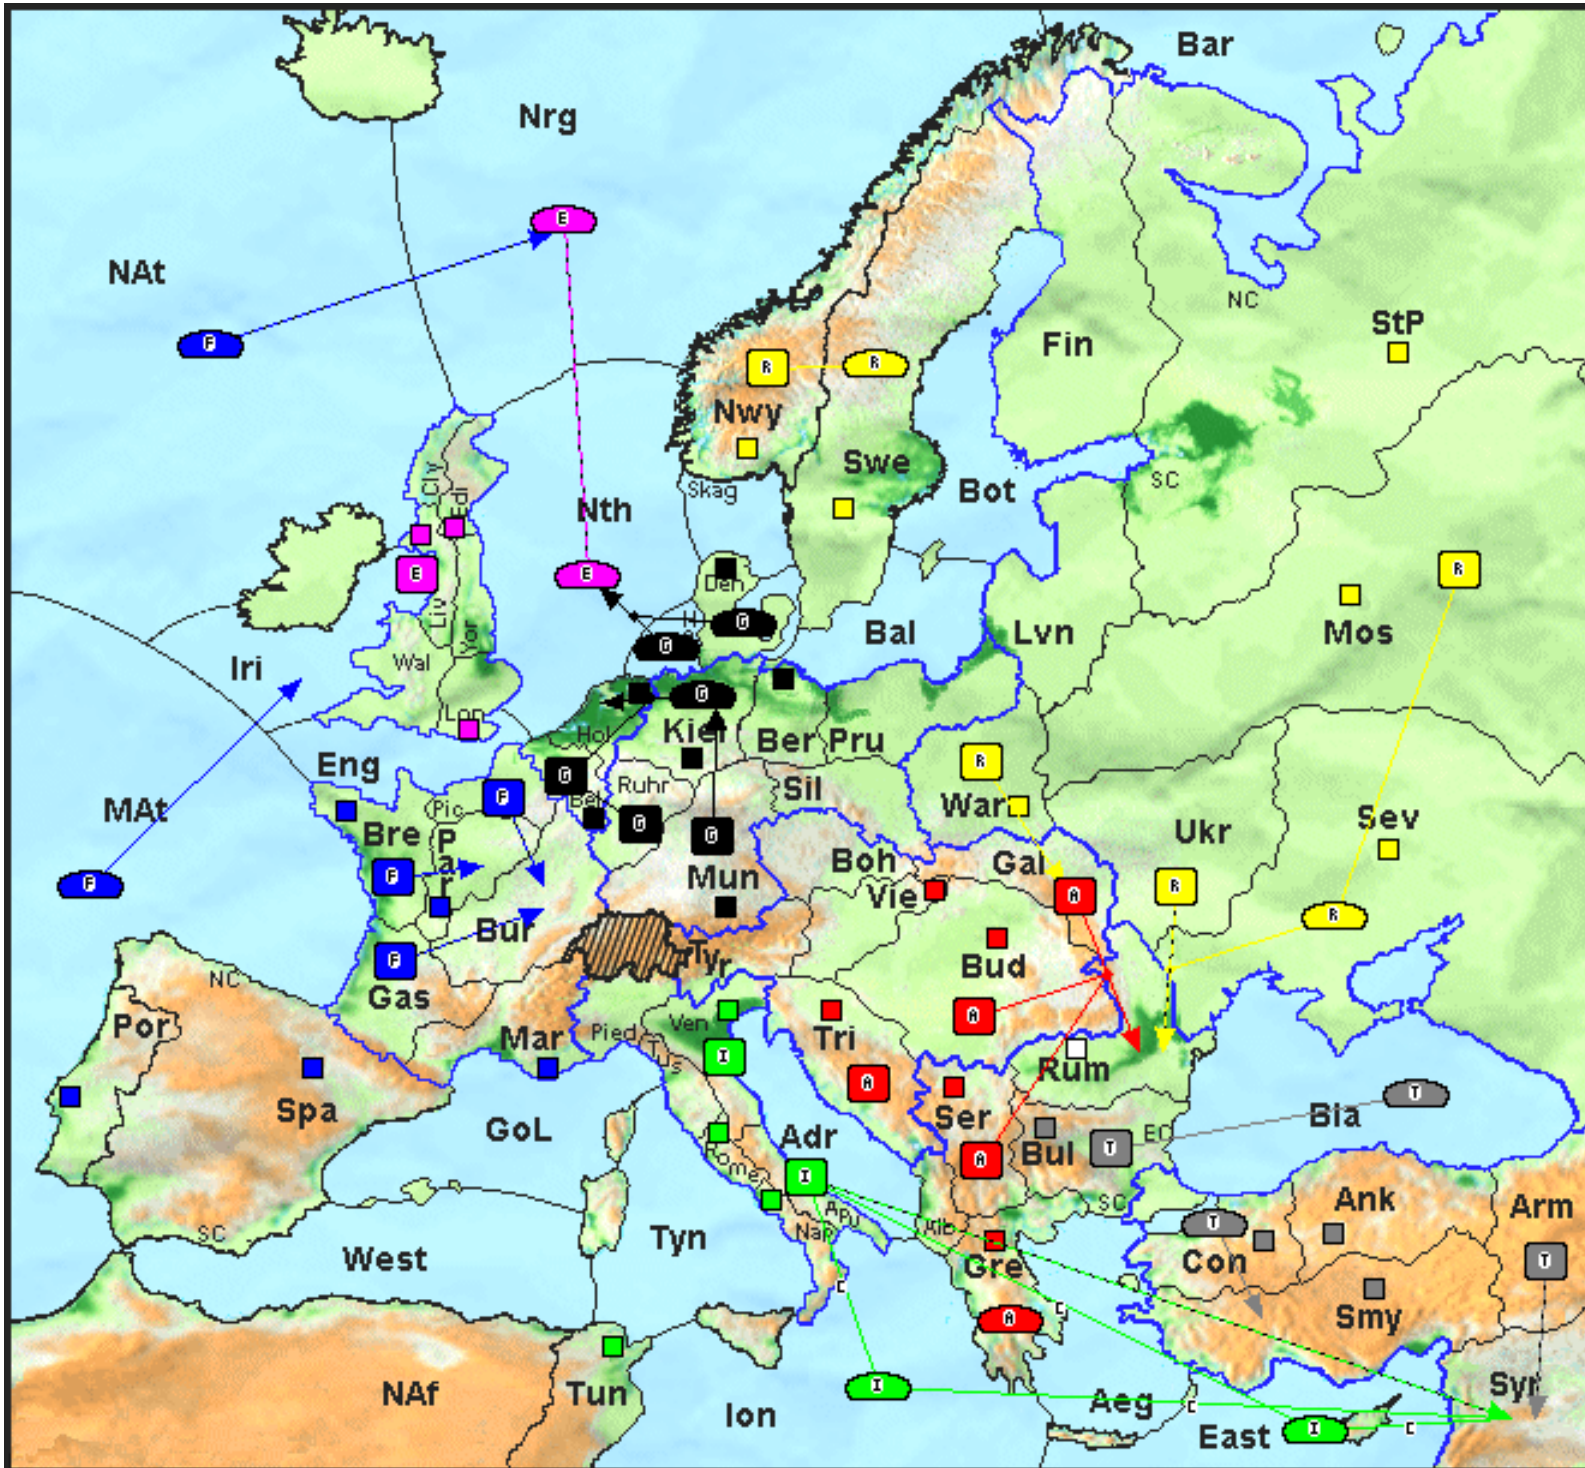 Bar
Nrg
E
NAt
NC
StP
F
Fin
R
R
Nwy
Swe
Cly
Edi
Skag
Bot
SC
Nth
E
E
R
Den
Liv
Yor
H
G
Bal
Lvn
Mos
G
Iri
Wal
G
Lon
Hol
Kie
Ber
Pru
Eng
G
R
Ruhr
Sil
F
Pic
Bel
War
MAt
Bre
G
G
Ukr
Sev
Par
Boh
Gal
F
F
Mun
Vie
A
R
R
Bur
F
Tyr
Bud
NC
Gas
Por
Mar
Pied
Ven
Tri
A
Tus
I
Rum
A
Ser
Spa
T
Bla
GoL
Adr
EC
Bul
T
Rome
A
I
Ank
Arm
SC
Apu
SC
Tyn
Nap
Alb
T
West
Con
T
Gre
C
C
Smy
A
NAf
Tun
I
Syr
Ion
Aeg
C
East
I
C